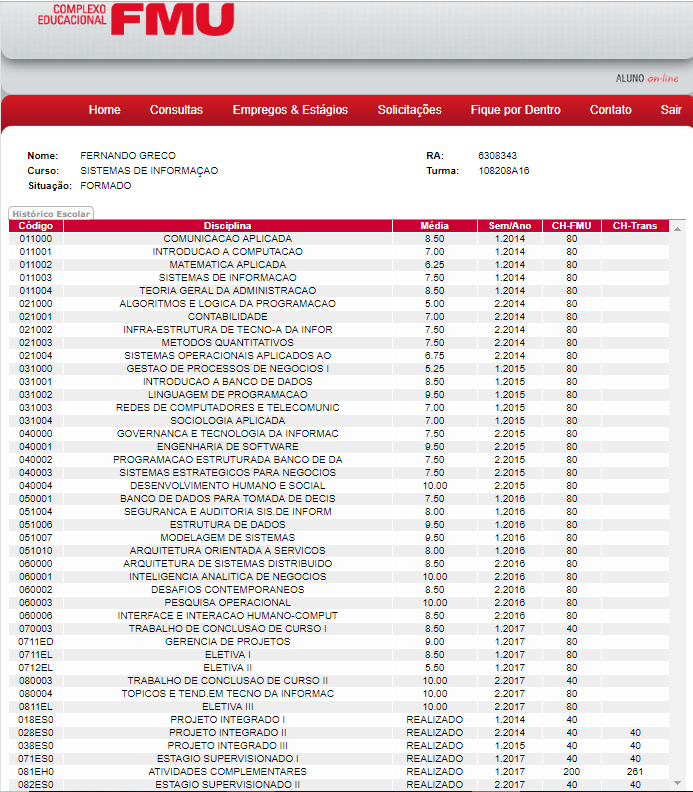 COMPLEXO
EDUCACIONAL FMU
ALUNO on-line
Home Consultas Empregos & Estágios Solicitações Fique por Dentro Contato Sair
Nome: FERNANDO GRECO RA: 6308343
Curso: SISTEMAS DE INFORMAÇAO Turma: 108208A16
Situação: FORMADO
Histórico Escolar
Código Disciplina Média Sem/Ano CH-FMU CH-Trans
011000 COMUNICACAO APLICADA 8.50 1.2014 80
011001 INTRODUCAO A COMPUTACAO 7.00 1.2014 80
011002 MATEMATICA APLICADA 6.25 1.2014 80
011003 SISTEMAS DE INFORMACAO 7.50 1.2014 80
011004 TEORIA GERAL DA ADMINISTRACAO 8.50 1.2014 80
021000 ALGORITMOS E LOGICA DA PROGRAMACAO 5.00 2.2014 80
021001 CONTABILIDADE 7.00 2.2014 80
021002 INFRA-ESTRUTURA DE TECNO-A DA INFOR 7.50 2.2014 80
021003 METODOS QUANTITATIVOS 7.50 2.2014 80
021004 SISTEMAS OPERACIONAIS APLICADOS AO 6.75 2.2014 80
031000 GESTAO DE PROCESSOS DE NEGOCIOS I 5.25 1.2015 80
031001 INTRODUCAO A BANCO DE DADOS 8.50 1.2015 80
031002 LINGUAGEM DE PROGRAMACAO 9.50 1.2015 80
031003 REDES DE COMPUTADORES E TELECOMUNIC 7.00 1.2015 80
031004 SOCIOLOGIA APLICADA 7.00 1.2015 80
040000 GOVERNANCA E TECNOLOGIA DA INFORMAC 7.50 2.2015 80
040001 ENGENHARIA DE SOFTWARE 9.50 2.2015 80
040002 PROGRAMACAO ESTRUTURADA BANCO DE DA 7.50 2.2015 80
040003 SISTEMAS ESTRATEGICOS PARA NEGOCIOS 7.50 2.2015 80
040004 DESENVOLVIMENTO HUMANO E SOCIAL 10.00 2.2015 80
050001 BANCO DE DADOS PARA TOMADA DE DECIS 7.50 1.2016 80
051004 SEGURANCA E AUDITORIA SIS.DE INFORM 8.00 1.2016 80
051006 ESTRUTURA DE DADOS 9.50 1.2016 80
051007 MODELAGEM DE SISTEMAS 9.50 1.2016 80
051010 ARQUITETURA ORIENTADA A SERVICOS 8.00 1.2016 80
060000 ARQUITETURA DE SISTEMAS DISTRIBUIDO 8.50 2.2016 80
060001 INTELIGENCIA ANALITICA DE NEGOCIOS 10.00 2.2016 80
060002 DESAFIOS CONTEMPORANEOS 8.50 2.2016 80
060003 PESQUISA OPERACIONAL 10.00 2.2016 80
060006 INTERFACE E INTERACAO HUMANO-COMPUT 8.50 2.2016 80
070003 TRABALHO DE CONCLUSAO DE CURSO I 8.50 1.2017 40
0711ED GERENCIA DE PROJETOS 9.00 1.2017 80
0711EL ELETIVA I 8.50 1.2017 80
0712EL ELETIVA II 5.50 1.2017 80
080003 TRABALHO DE CONCLUSAO DE CURSO II 10.00 2.2017 40
080004 TOPICOS E TEND.EM TECNO DA INFORMAC 10.00 2.2017 80
0811EL ELETIVA III 10.00 2.2017 80
018ES0 PROJETO INTEGRADO I REALIZADO 1.2014 40
028ES0 PROJETO INTEGRADO II REALIZADO 2.2014 40 40
038ES0 PROJETO INTEGRADO III REALIZADO 1.2015 40 40
071ES0 ESTAGIO SUPERVISIONADO I REALIZADO 1.2017 40 40
081EH0 ATIVIDADES COMPLEMENTARES REALIZADO 1.2017 200 261
082ES0 ESTAGIO SUPERVISIONADO II REALIZADO 2.2017 40 40